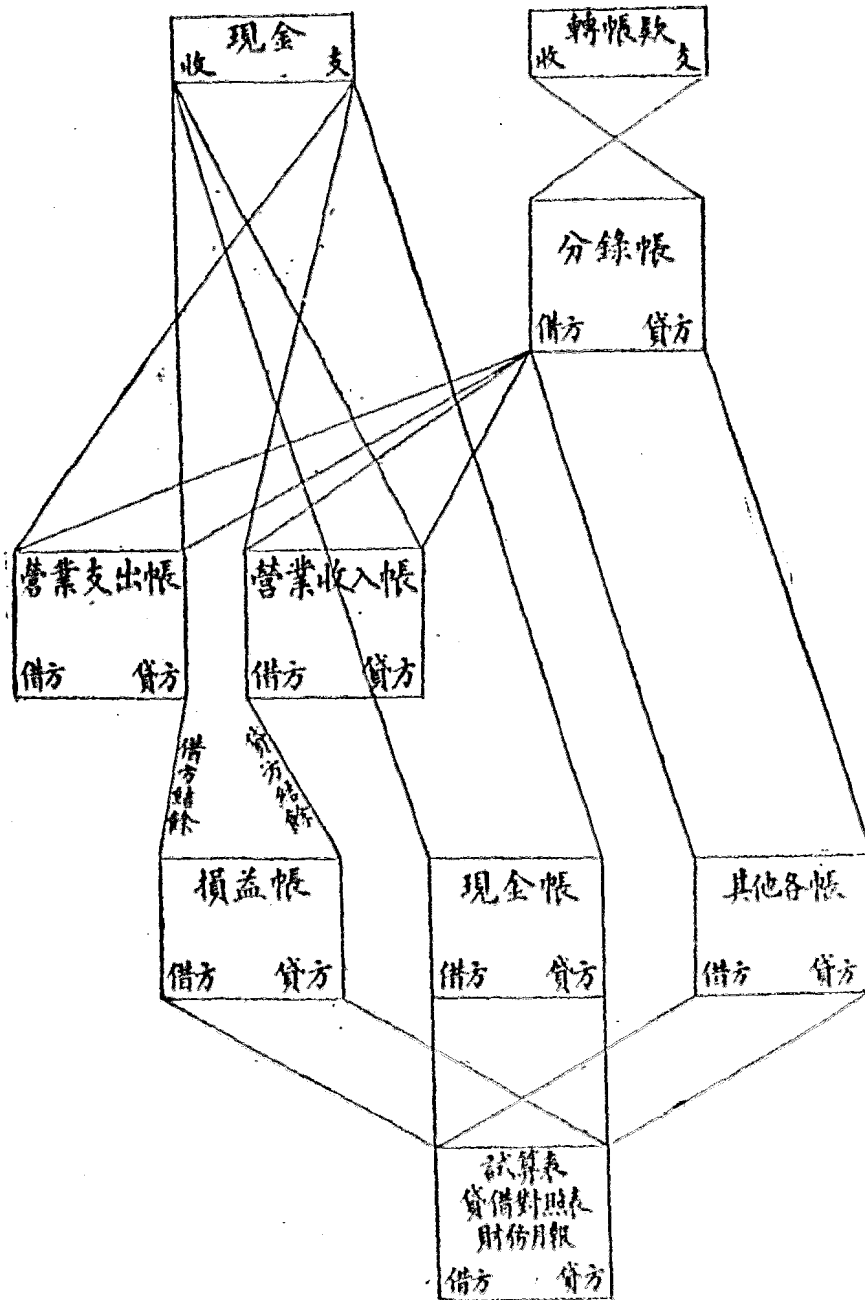 現金
收 支
轉帳款
收 支
分錄帳
借方 貸方
營業支出帳
借方 貸方
營業收入帳
借方 貸方
借方結餘
貸方結餘
損益帳
借方 貸方
現金帳
借方 貸方
其他各帳
借方 貸方
試算表
貸借對照表
財務月報
借方 貸方